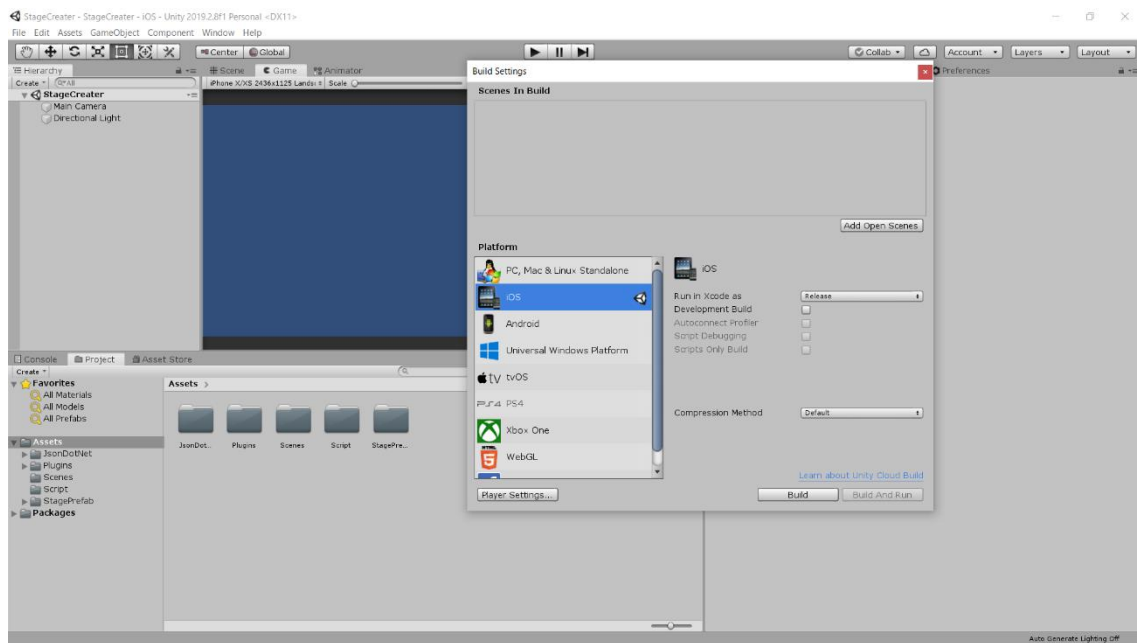 StageCreater - StageCreater - iOS - Unity 2019.2.8f1 Personal <DX11>
File Edit Assets GameObject Component Window Help
Center Global Collab Account Layers Layout
Hierarchy
Create All
StageCreater
Main Camera
Directional Light
Scene Game Animator
iPhone X/XS 2436x1125 Lands Scale
Preferences
Build Settings
Scenes In Build
Add Open Scenes
Platform
PC, Mac & Linux Standalone
iOS
Android
Universal Windows Platform
tv tvOS
PS4 PS4
Xbox One
HTML 5 WebGL
Player Settings...
iOS
Run in Xcode as Release
Development Build
Autoconnect Profiler
Script Debugging
Scripts Only Build
Compression Method Default
Learn about Unity Cloud Build
Build Build And Run
Console Project Asset Store
Create
Favorites
All Materials
All Models
All Prefabs
Assets
JsonDotNet
Plugins
Scenes
Script
StagePrefab
Packages
Assets
JsonDot... Plugins Scenes Script StagePre...
Auto Generate Lighting Off